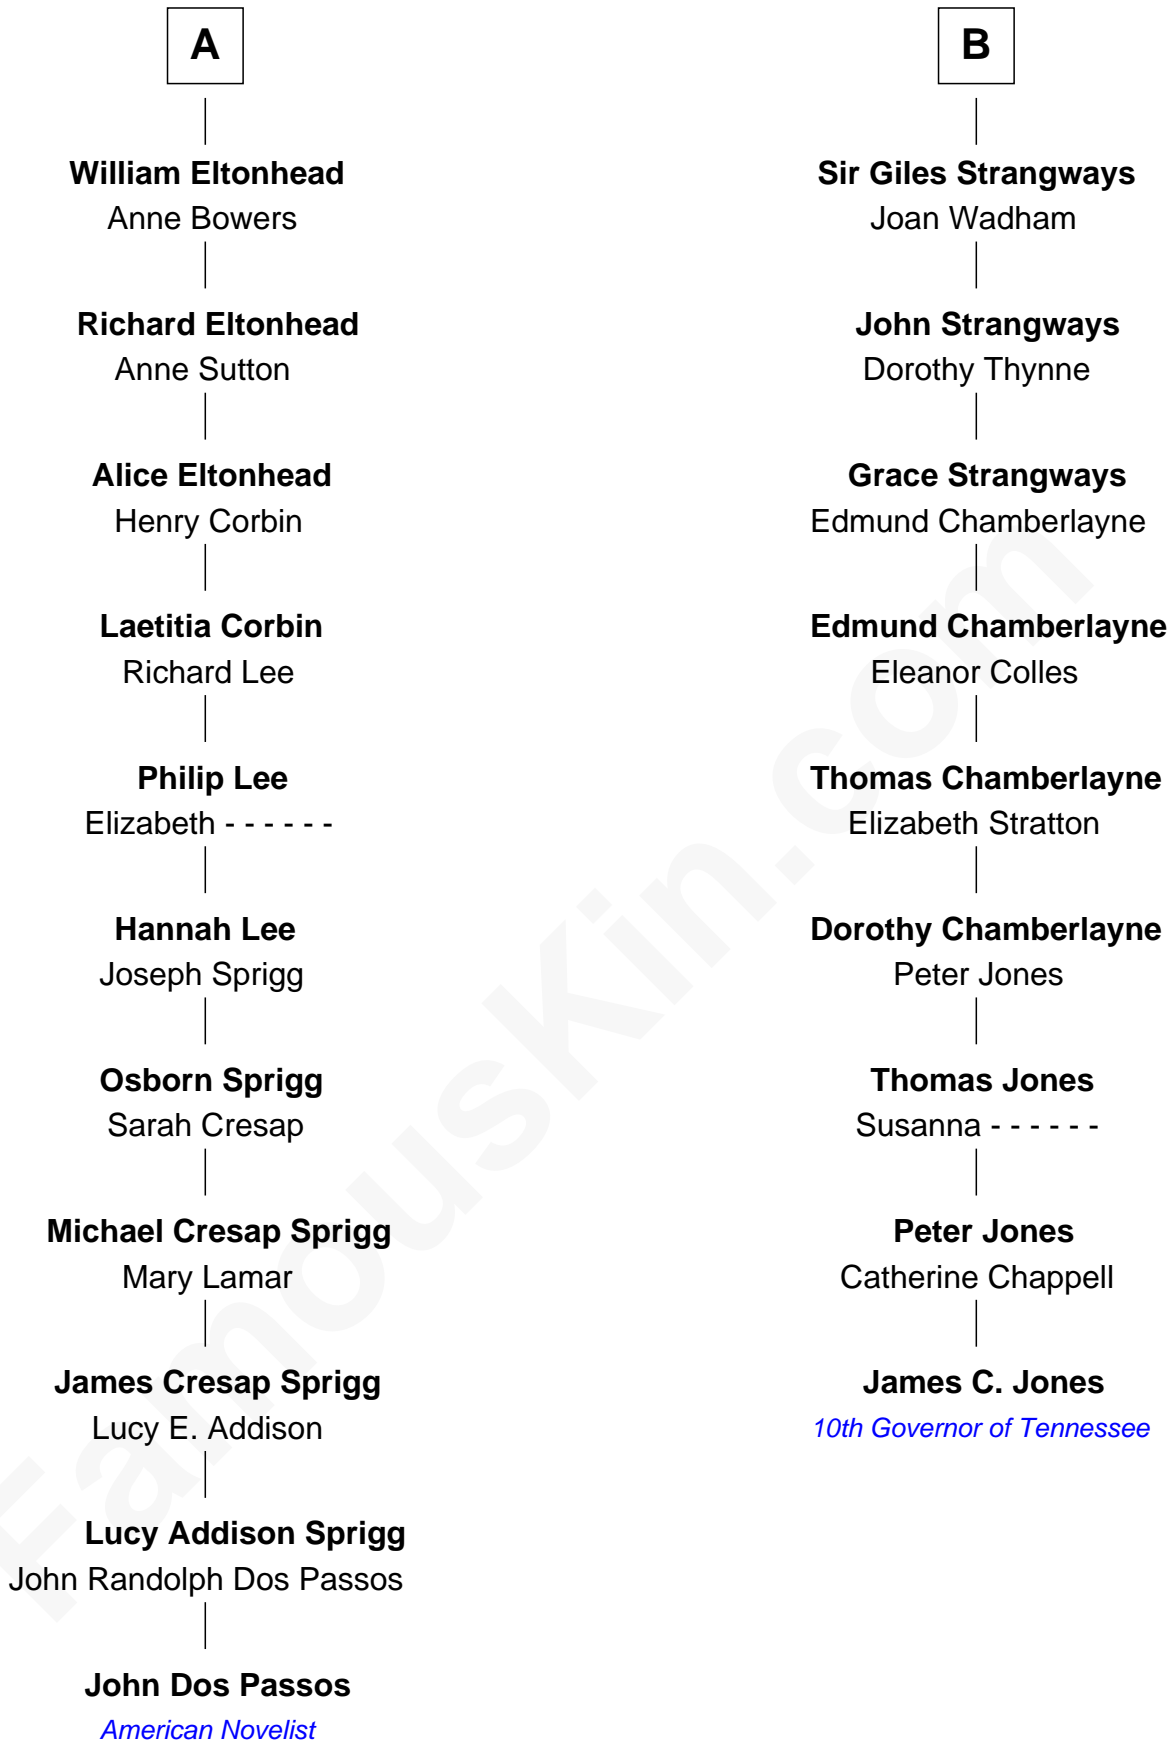 A
William Eltonhead
Anne Bowers
Richard Eltonhead
Anne Sutton
Alice Eltonhead
Henry Corbin
Laetitia Corbin
Richard Lee
Philip Lee
Elizabeth - - - - - -
Hannah Lee
Joseph Sprigg
Osborn Sprigg
Sarah Cresap
Michael Cresap Sprigg
Mary Lamar
James Cresap Sprigg
Lucy E. Addison
Lucy Addison Sprigg
John Randolph Dos Passos
John Dos Passos
American Novelist
B
Sir Giles Strangways
Joan Wadham
John Strangways
Dorothy Thynne
Grace Strangways
Edmund Chamberlayne
Edmund Chamberlayne
Eleanor Colles
Thomas Chamberlayne
Elizabeth Stratton
Dorothy Chamberlayne
Peter Jones
Thomas Jones
Susanna - - - - - -
Peter Jones
Catherine Chappell
James C. Jones
10th Governor of Tennessee
FamousKin.com